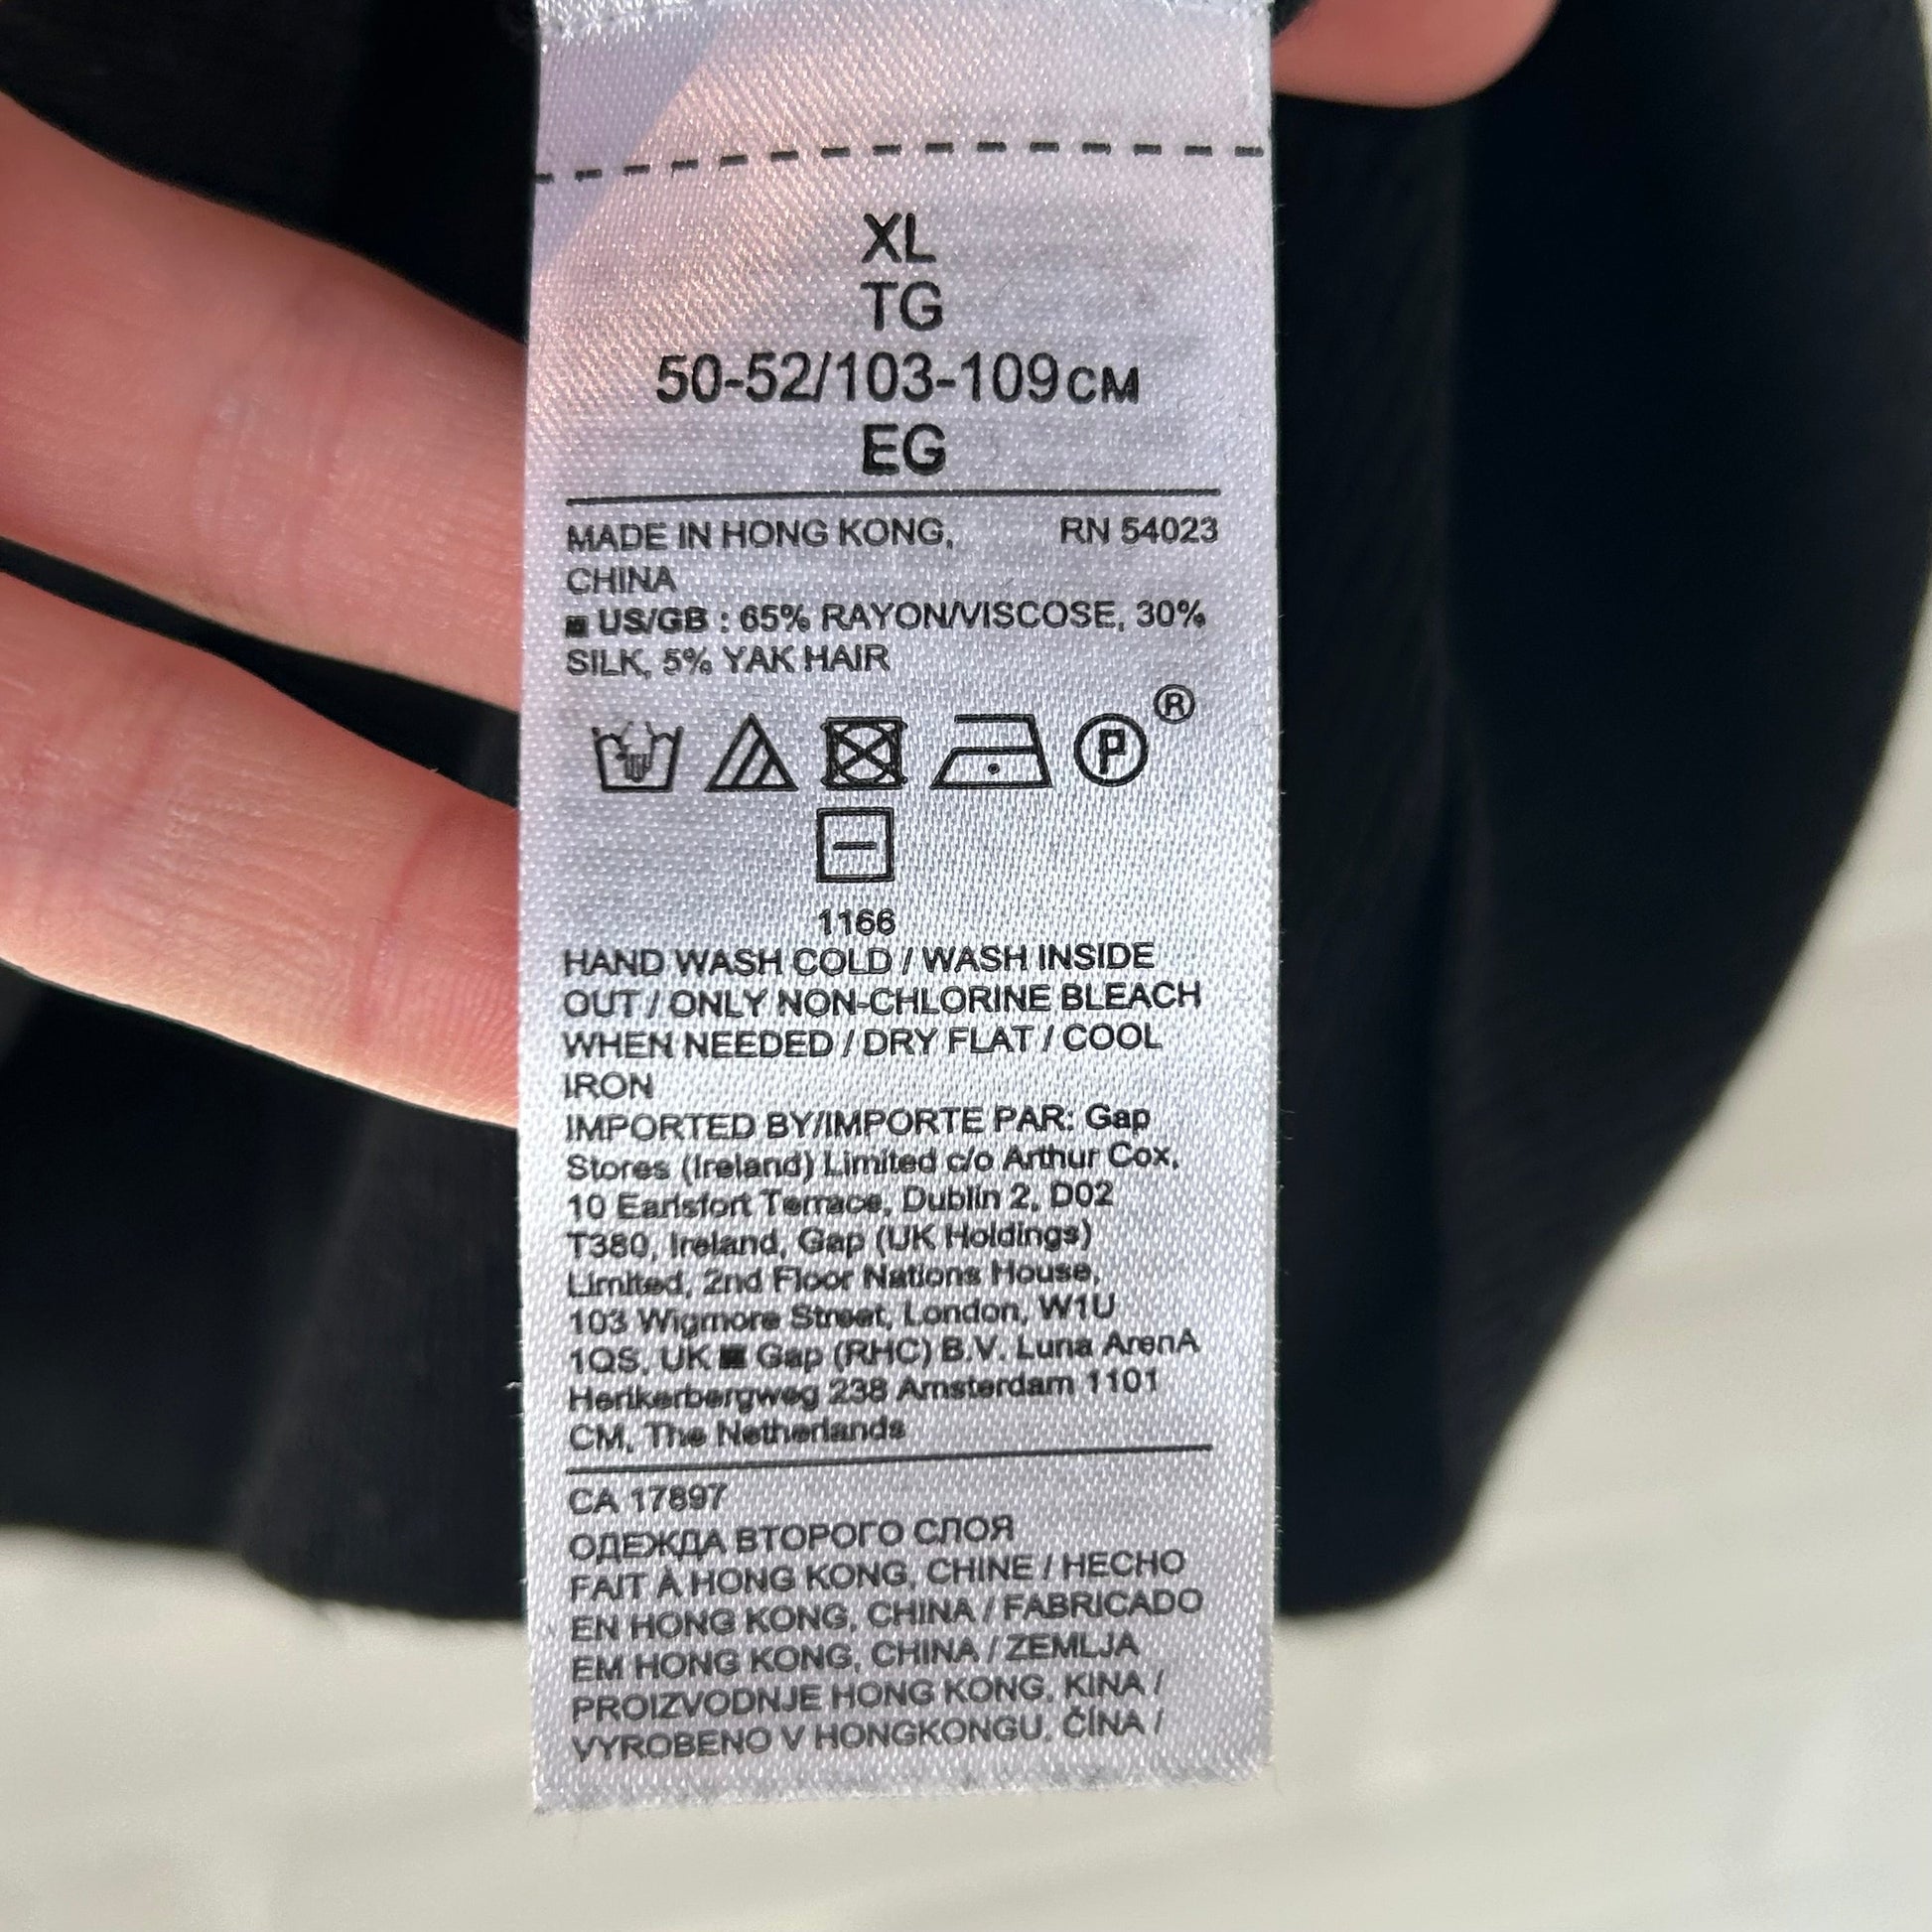 XL
TG
50-52/103-109см
EG
MADE IN HONG KONG, RN 54023
CHINA
■ US/GB : 65% RAYON/VISCOSE, 30%
SILK, 5% YAK HAIR
P ®
1166
HAND WASH COLD / WASH INSIDE
OUT / ONLY NON-CHLORINE BLEACH
WHEN NEEDED / DRY FLAT / COOL
IRON
IMPORTED BY/IMPORTE PAR: Gap
Stores (Ireland) Limited c/o Arthur Cox,
10 Earlsfort Terrace, Dublin 2, D02
T380, Ireland, Gap (UK Holdings)
Limited, 2nd Floor Nations House,
103 Wigmore Street, London, W1U
1QS, UK ■ Gap (RHC) B.V. Luna ArenA
Herikerbergweg 238 Amsterdam 1101
CM, The Netherlands
CA 17897
ОДЕЖДА ВТОРОГО СЛОЯ
FAIT À HONG KONG, CHINE / HECHO
EN HONG KONG, CHINA / FABRICADO
EM HONG KONG, CHINA / ZEMLJA
PROIZVODNJE HONG KONG, KINA /
VYROBENO V HONGKONGU, ČÍNA /